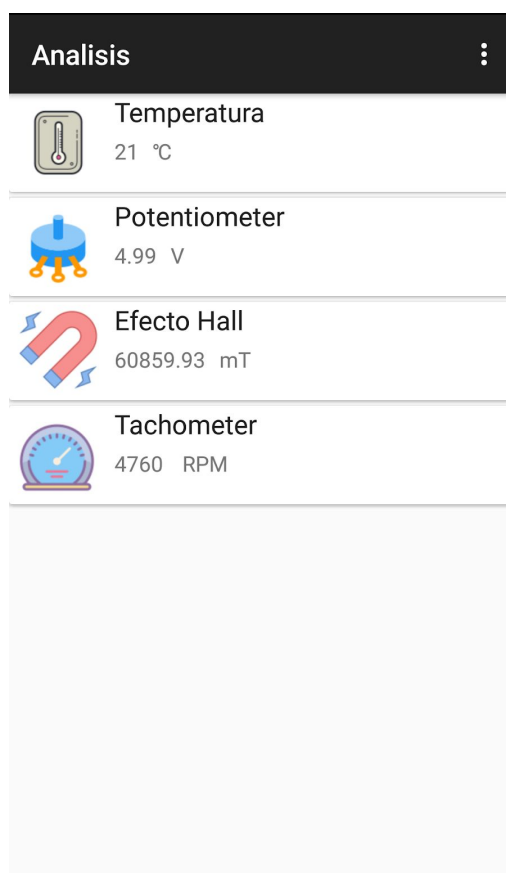 Analisis
Temperatura
21 ℃
Potentiometer
4.99 V
Efecto Hall
60859.93 mT
Tachometer
4760 RPM